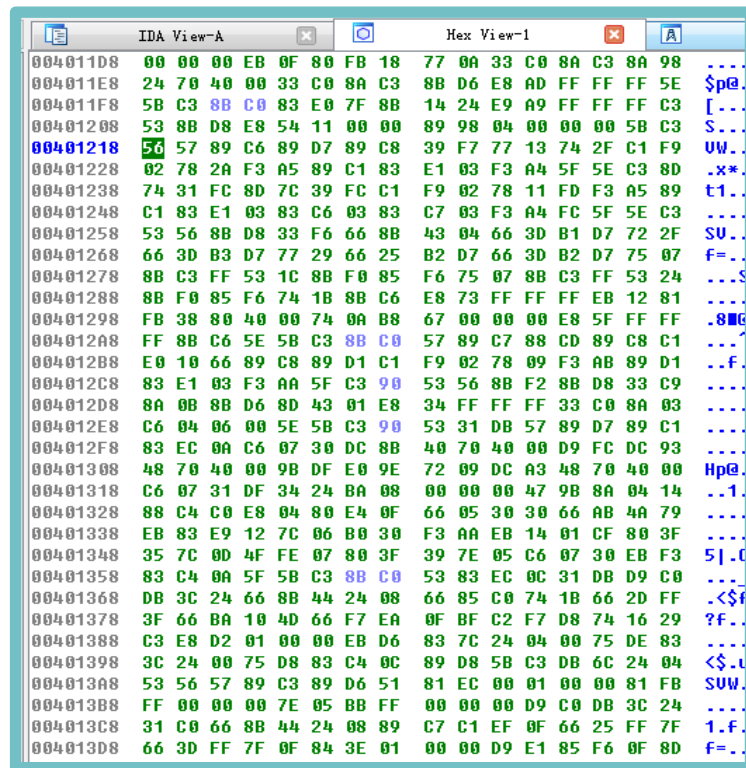 IDA View-A Hex View-1
004011D8 00 00 00 EB 0F 80 FB 18 77 0A 33 C0 8A C3 8A 98 ....
004011E8 24 70 40 00 33 C0 8A C3 8B D6 E8 AD FF FF FF 5E $p@.
004011F8 5B C3 8B C0 83 E0 7F 8B 14 24 E9 A9 FF FF FF C3 [...
00401208 53 8B D8 E8 54 11 00 00 89 98 04 00 00 00 5B C3 S...
00401218 56 57 89 C6 89 D7 89 C8 39 F7 77 13 74 2F C1 F9 VW..
00401228 02 78 2A F3 A5 89 C1 83 E1 03 F3 A4 5F 5E C3 8D .x*.
00401238 74 31 FC 8D 7C 39 FC C1 F9 02 78 11 FD F3 A5 89 t1..
00401248 C1 83 E1 03 83 C6 03 83 C7 03 F3 A4 FC 5F 5E C3 ....
00401258 53 56 8B D8 33 F6 66 8B 43 04 66 3D B1 D7 72 2F SV..
00401268 66 3D B3 D7 77 29 66 25 B2 D7 66 3D B2 D7 75 07 f=..
00401278 8B C3 FF 53 1C 8B F0 85 F6 75 07 8B C3 FF 53 24 ...S
00401288 8B F0 85 F6 74 1B 8B C6 E8 73 FF FF FF EB 12 81 ....
00401298 FB 38 80 40 00 74 0A B8 67 00 00 00 E8 5F FF FF .8■@
004012A8 FF 8B C6 5E 5B C3 8B C0 57 89 C7 88 CD 89 C8 C1 ...^
004012B8 E0 10 66 89 C8 89 D1 C1 F9 02 78 09 F3 AB 89 D1 ..f.
004012C8 83 E1 03 F3 AA 5F C3 90 53 56 8B F2 8B D8 33 C9 ....
004012D8 8A 0B 8B D6 8D 43 01 E8 34 FF FF FF 33 C0 8A 03 ....
004012E8 C6 04 06 00 5E 5B C3 90 53 31 DB 57 89 D7 89 C1 ....
004012F8 83 EC 0A C6 07 30 DC 8B 40 70 40 00 D9 FC DC 93 ....
00401308 48 70 40 00 9B DF E0 9E 72 09 DC A3 48 70 40 00 Hp@.
00401318 C6 07 31 DF 34 24 BA 08 00 00 00 47 9B 8A 04 14 ..1.
00401328 88 C4 C0 E8 04 80 E4 0F 66 05 30 30 66 AB 4A 79 ....
00401338 EB 83 E9 12 7C 06 B0 30 F3 AA EB 14 01 CF 80 3F ....
00401348 35 7C 0D 4F FE 07 80 3F 39 7E 05 C6 07 30 EB F3 5|.O
00401358 83 C4 0A 5F 5B C3 8B C0 53 83 EC 0C 31 DB D9 C0 ..._
00401368 DB 3C 24 66 8B 44 24 08 66 85 C0 74 1B 66 2D FF .<$f
00401378 3F 66 BA 10 4D 66 F7 EA 0F BF C2 F7 D8 74 16 29 ?f..
00401388 C3 E8 D2 01 00 00 EB D6 83 7C 24 04 00 75 DE 83 ....
00401398 3C 24 00 75 D8 83 C4 0C 89 D8 5B C3 DB 6C 24 04 <$.u
004013A8 53 56 57 89 C3 89 D6 51 81 EC 00 01 00 00 81 FB SVW.
004013B8 FF 00 00 00 7E 05 BB FF 00 00 00 D9 C0 DB 3C 24 ....
004013C8 31 C0 66 8B 44 24 08 89 C7 C1 EF 0F 66 25 FF 7F 1.f.
004013D8 66 3D FF 7F 0F 84 3E 01 00 00 D9 E1 85 F6 0F 8D f=..